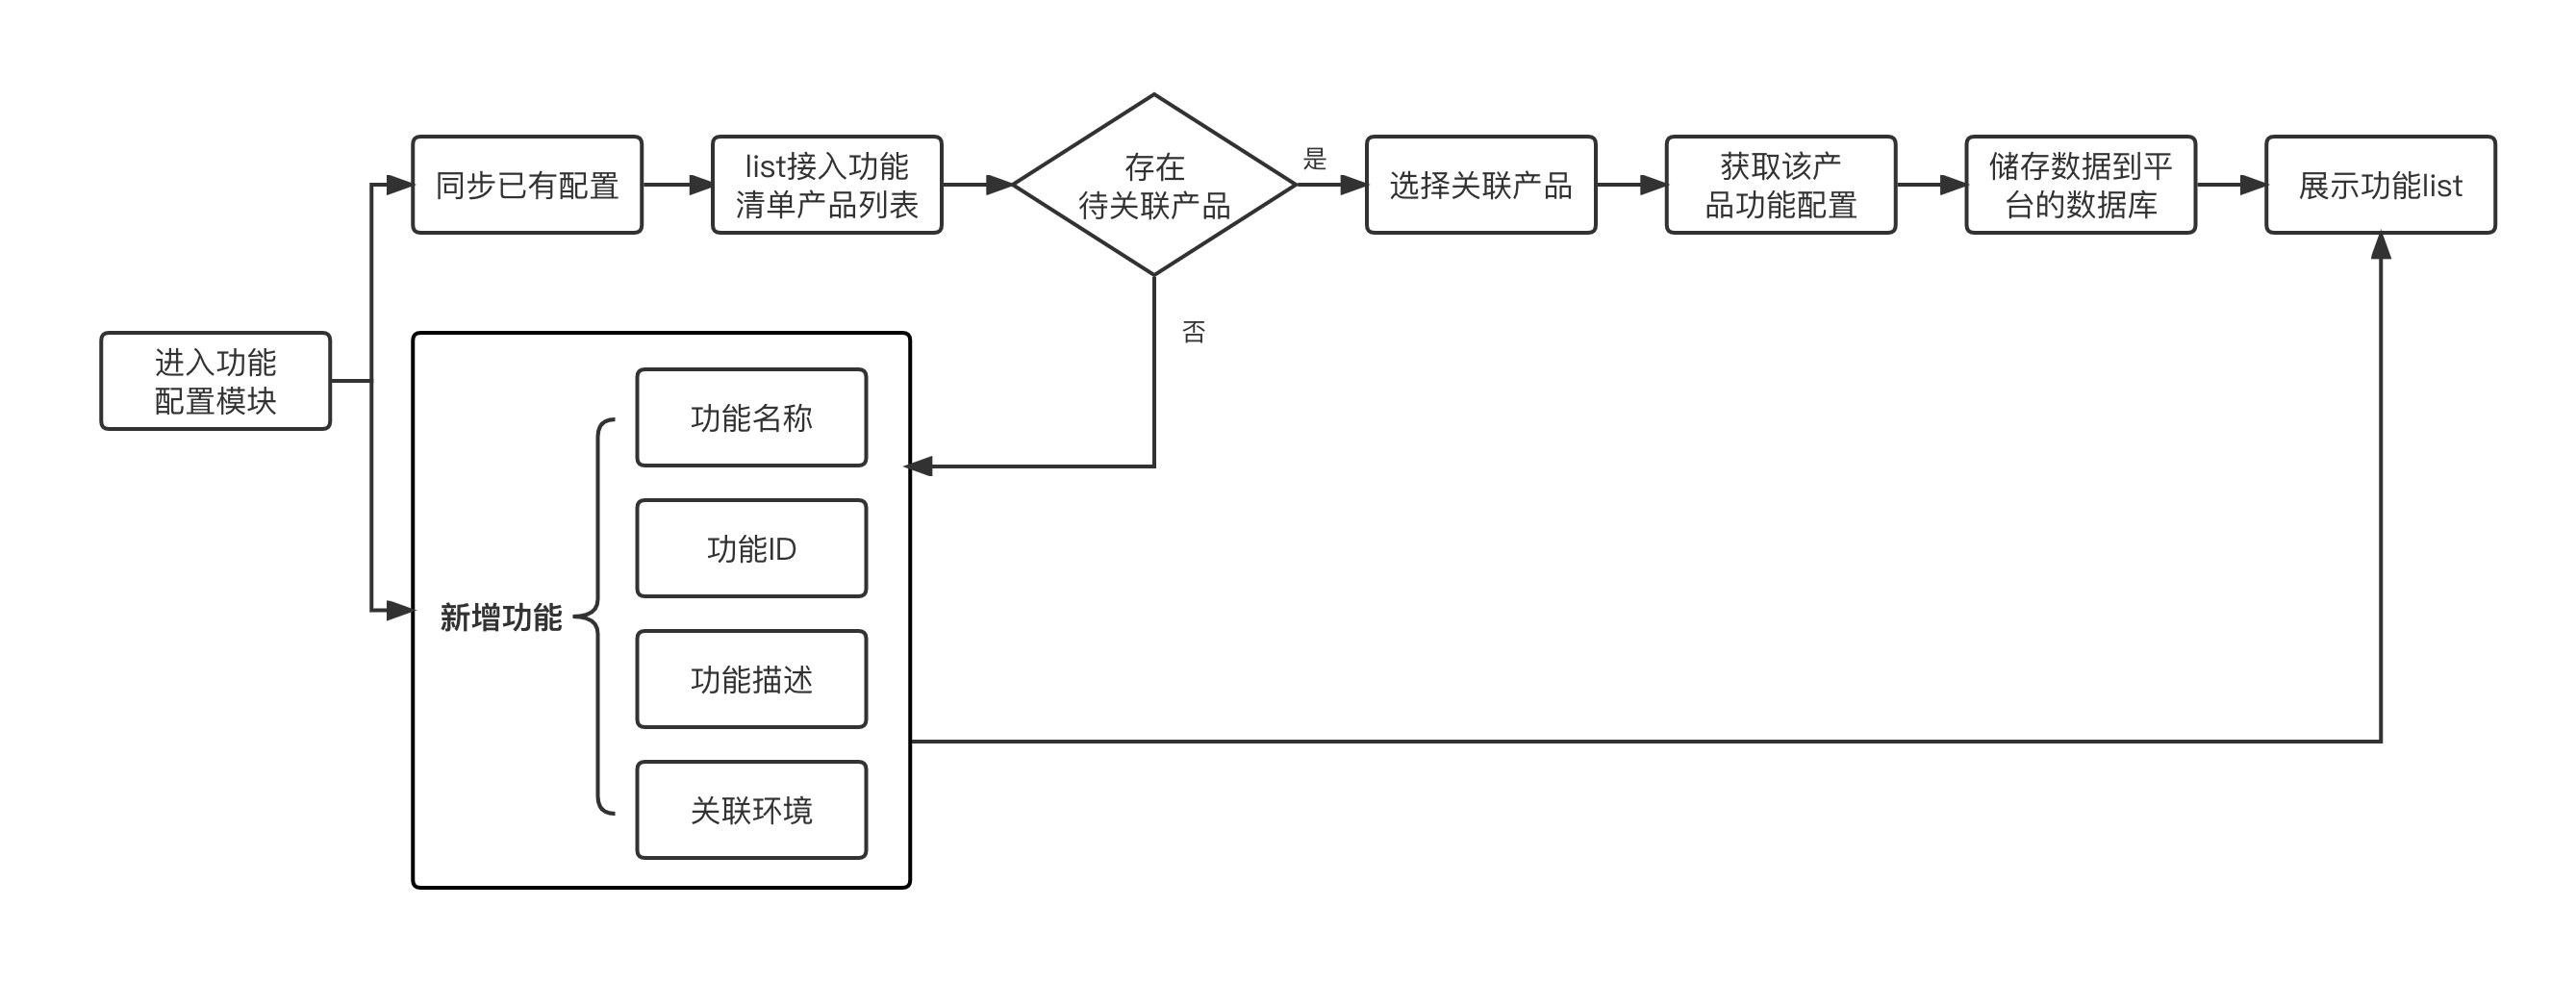 同步已有配置
list接入功能
清单产品列表
存在
待关联产品
是
选择关联产品
获取该产
品功能配置
储存数据到平
台的数据库
展示功能list
否
进入功能
配置模块
新增功能
功能名称
功能ID
功能描述
关联环境